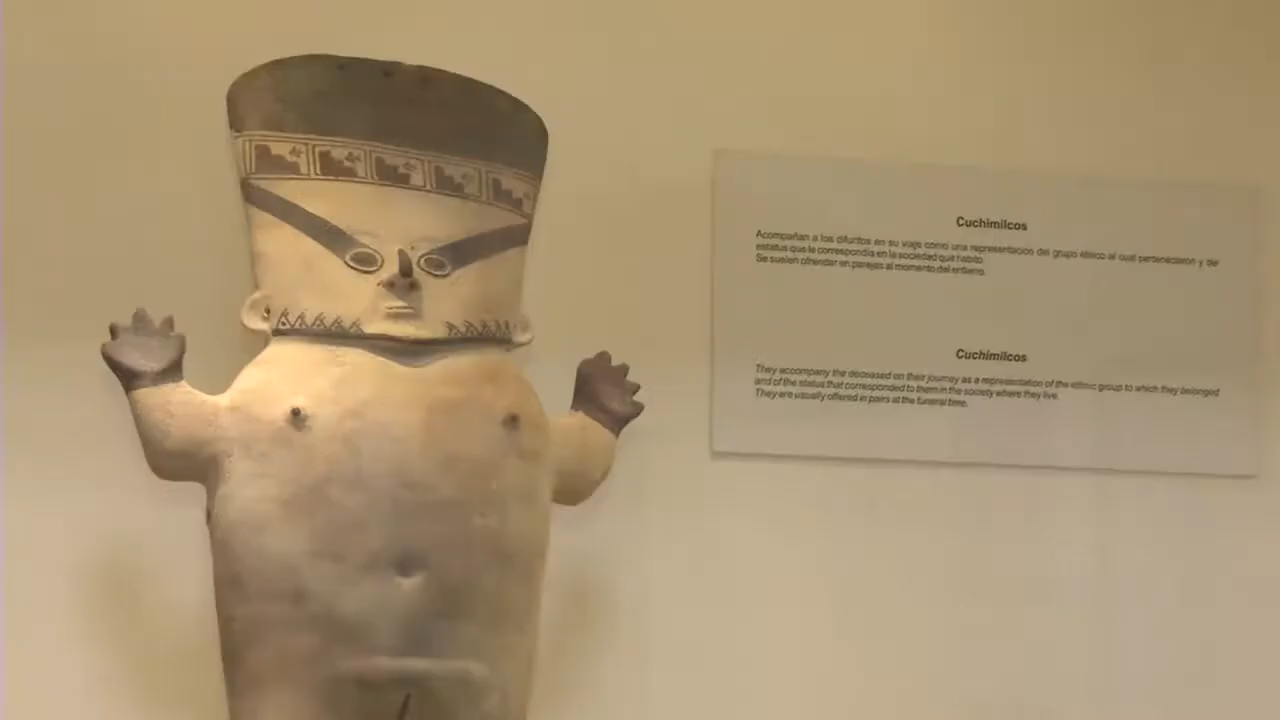 Cuchimilcos
Acompañan a los difuntos en su viaje como una representacion del grupo étnico al cual pertenecieron y del
estatus que le correspondía en la sociedad que habito.
Se suelen ofrendar en parejas al momento del entierro.
Cuchimilcos
They accompany the deceased on their journey as a representation of the ethnic group to which they belonged
and of the status that corresponded to them in the society where they live.
They are usually offered in pairs at the funeral time.